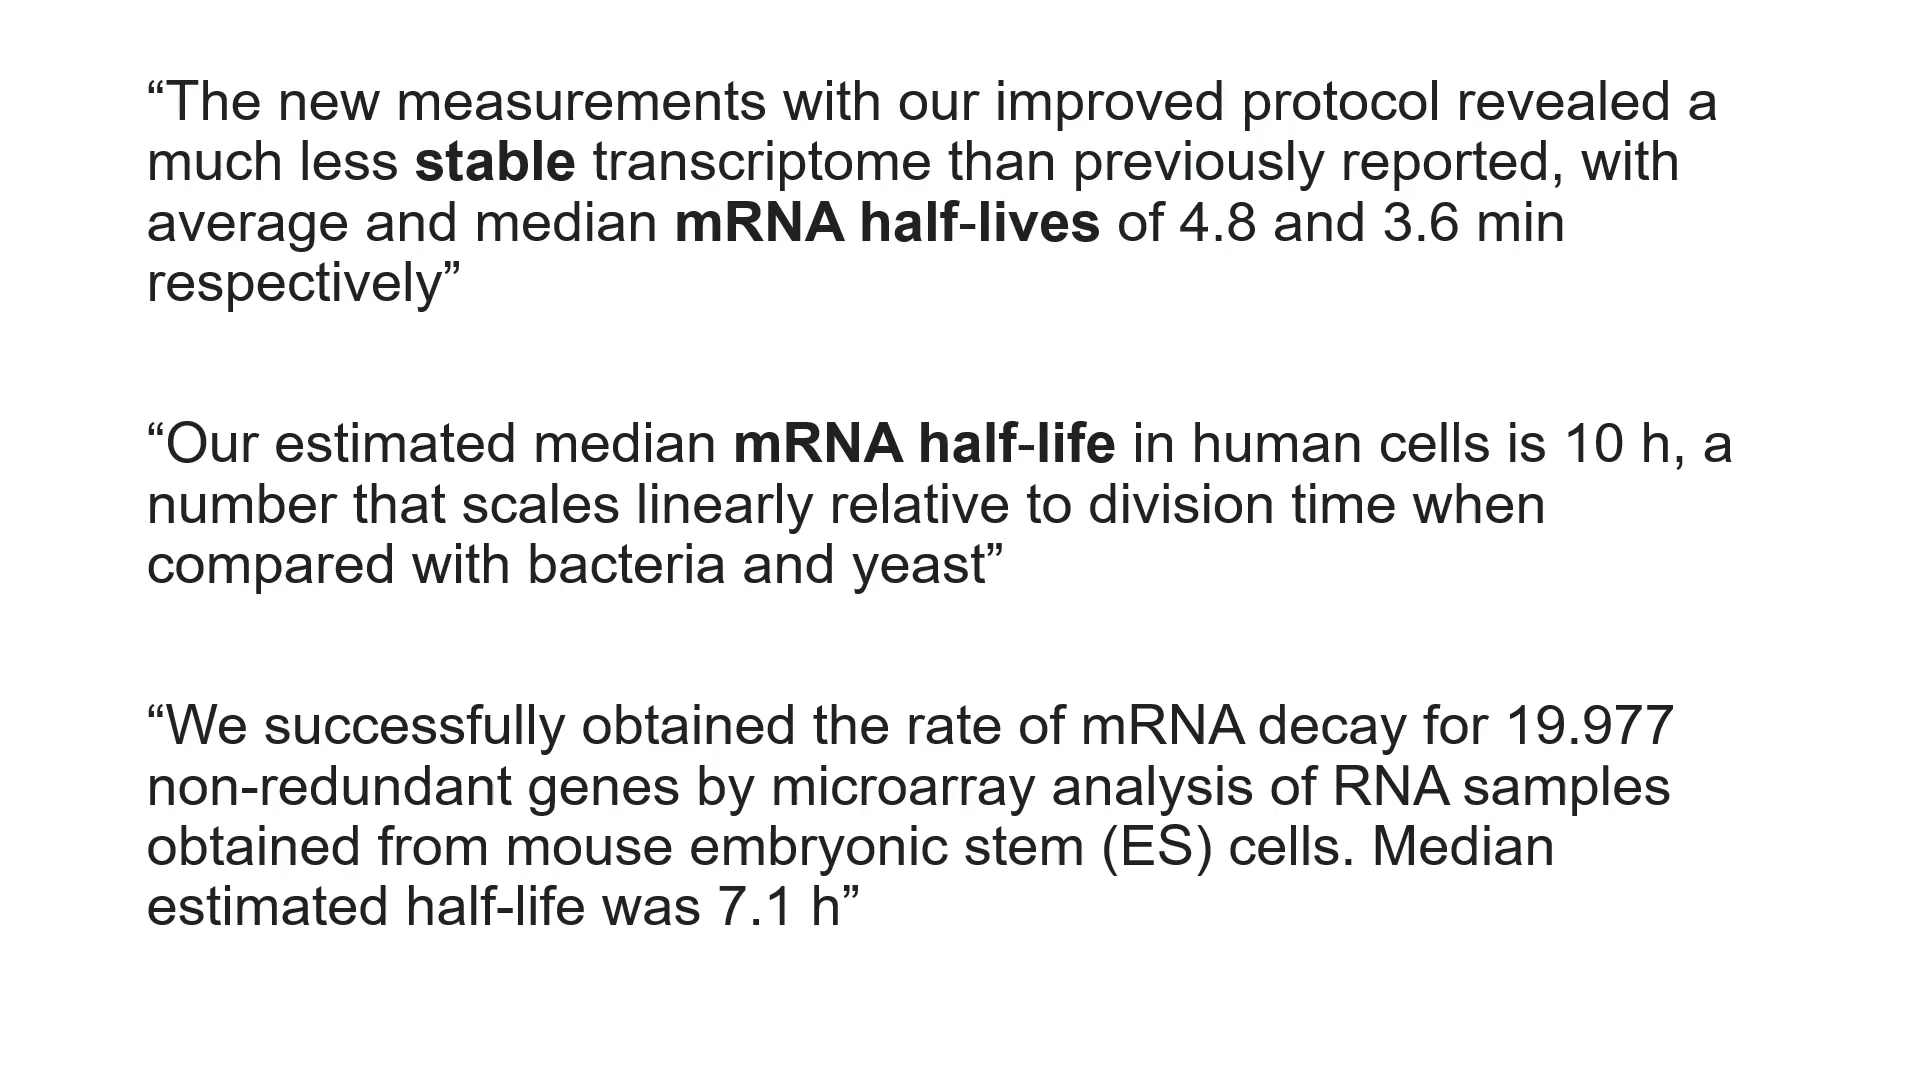 “The new measurements with our improved protocol revealed a
much less stable transcriptome than previously reported, with
average and median mRNA half-lives of 4.8 and 3.6 min
respectively”
“Our estimated median mRNA half-life in human cells is 10 h, a
number that scales linearly relative to division time when
compared with bacteria and yeast”
“We successfully obtained the rate of mRNA decay for 19.977
non-redundant genes by microarray analysis of RNA samples
obtained from mouse embryonic stem (ES) cells. Median
estimated half-life was 7.1 h”